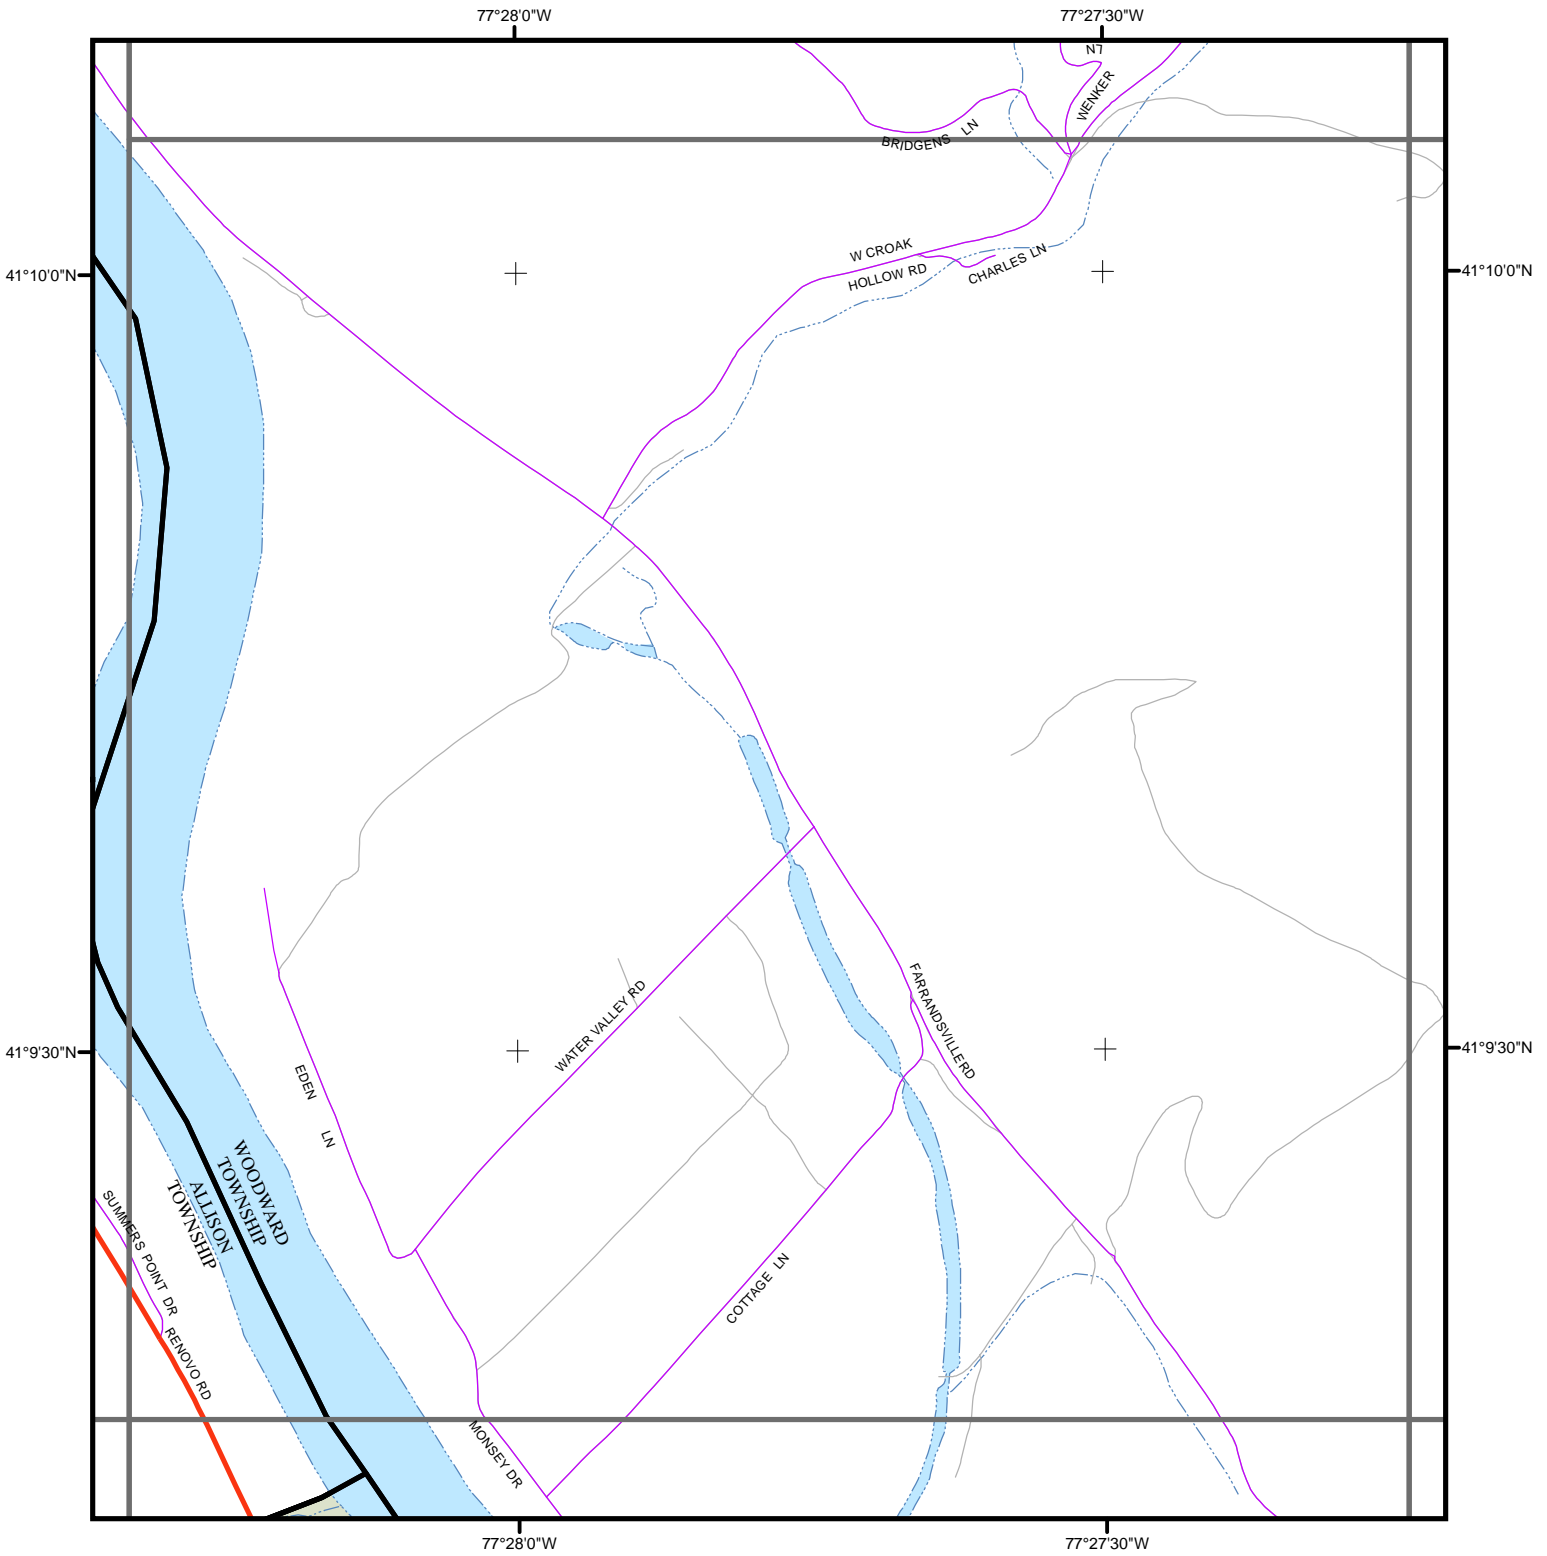 77°28'0"W
77°27'30"W
WENKER
BRIDGENS LN
W CROAK
HOLLOW RD
CHARLES LN
41°10'0"N
41°10'0"N
FARRANDSVILLERD
WATER VALLEY RD
41°9'30"N
41°9'30"N
EDEN LN
WOODWARD
TOWNSHIP
ALLISON
TOWNSHIP
SUMMERS POINT DR
RENOVO RD
COTTAGE LN
MONSEY DR
77°28'0"W
77°27'30"W